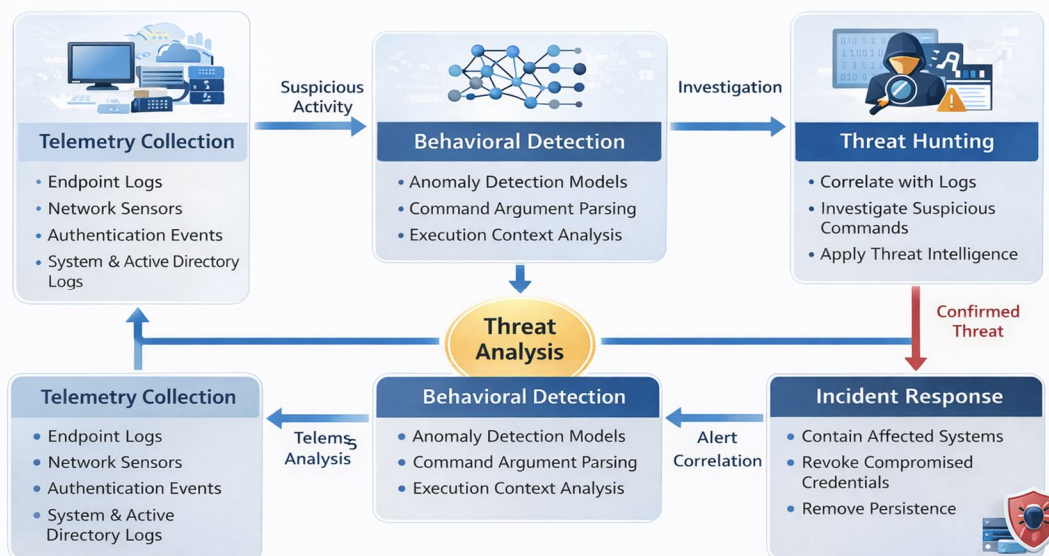 Suspicious
Activity
Investigation
Telemetry Collection
• Endpoint Logs
• Network Sensors
• Authentication Events
• System & Active Directory
Logs
Behavioral Detection
• Anomaly Detection Models
• Command Argument Parsing
• Execution Context Analysis
Threat Hunting
• Correlate with Logs
• Investigate Suspicious
Commands
• Apply Threat Intelligence
Threat
Analysis
Confirmed
Threat
Telemetry Collection
• Endpoint Logs
• Network Sensors
• Authentication Events
• System & Active
Directory Logs
Analysis
Behavioral Detection
• Anomaly Detection Models
• Command Argument Parsing
• Execution Context Analysis
Alert
Correlation
Incident Response
• Contain Affected Systems
• Revoke Compromised
Credentials
• Remove Persistence